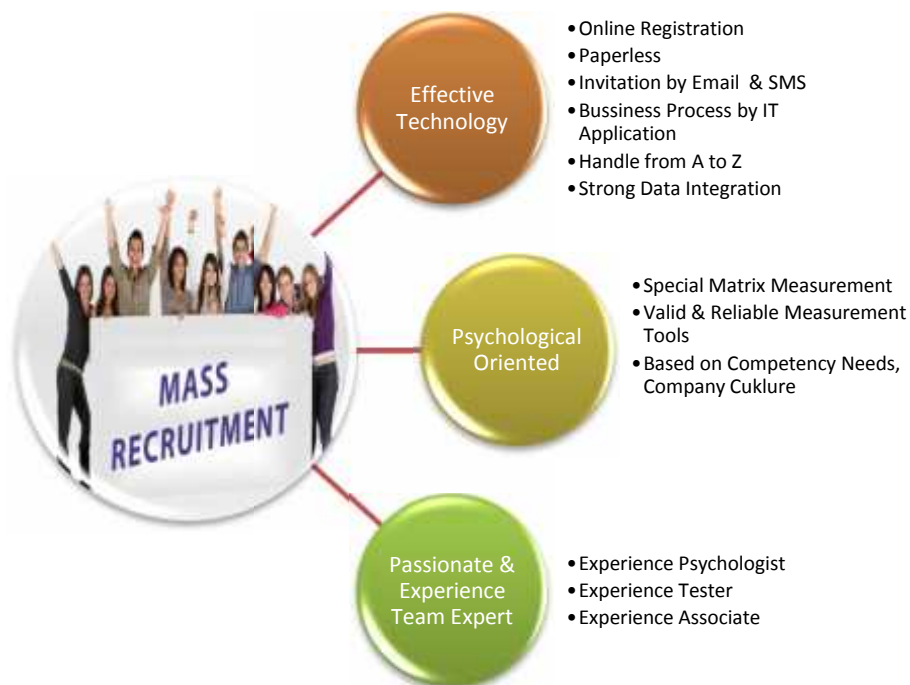 MASS
RECRUITMENT
Effective
Technology
•Online Registration
•Paperless
•Invitation by Email & SMS
•Bussiness Process by IT
Application
•Handle from A to Z
•Strong Data Integration
Psychological
Oriented
•Special Matrix Measurement
•Valid & Reliable Measurement
Tools
•Based on Competency Needs,
Company Cuklure
Passionate &
Experience
Team Expert
•Experience Psychologist
•Experience Tester
•Experience Associate